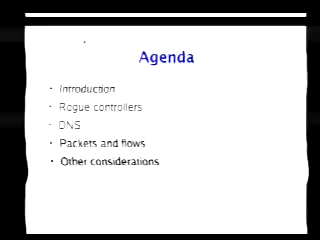 Agenda
• Introduction
• Rogue controllers
• DNS
• Packets and flows
• Other considerations